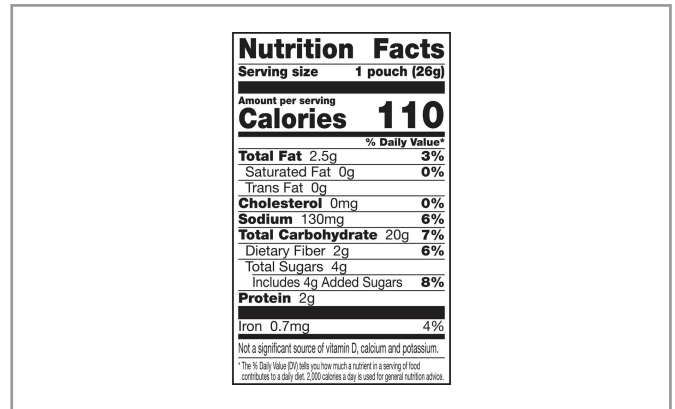 Nutrition Facts
Serving size 1 pouch (26g)
Amount per serving
Calories 110
% Daily Value*
Total Fat 2.5g 3%
Saturated Fat 0g 0%
Trans Fat 0g
Cholesterol 0mg 0%
Sodium 130mg 6%
Total Carbohydrate 20g 7%
Dietary Fiber 2g 6%
Total Sugars 4g
Includes 4g Added Sugars 8%
Protein 2g
Iron 0.7mg 4%
Not a significant source of vitamin D, calcium and potassium.
* The % Daily Value (DV) tells you how much a nutrient in a serving of food
contributes to a daily diet. 2,000 calories a day is used for general nutrition advice.